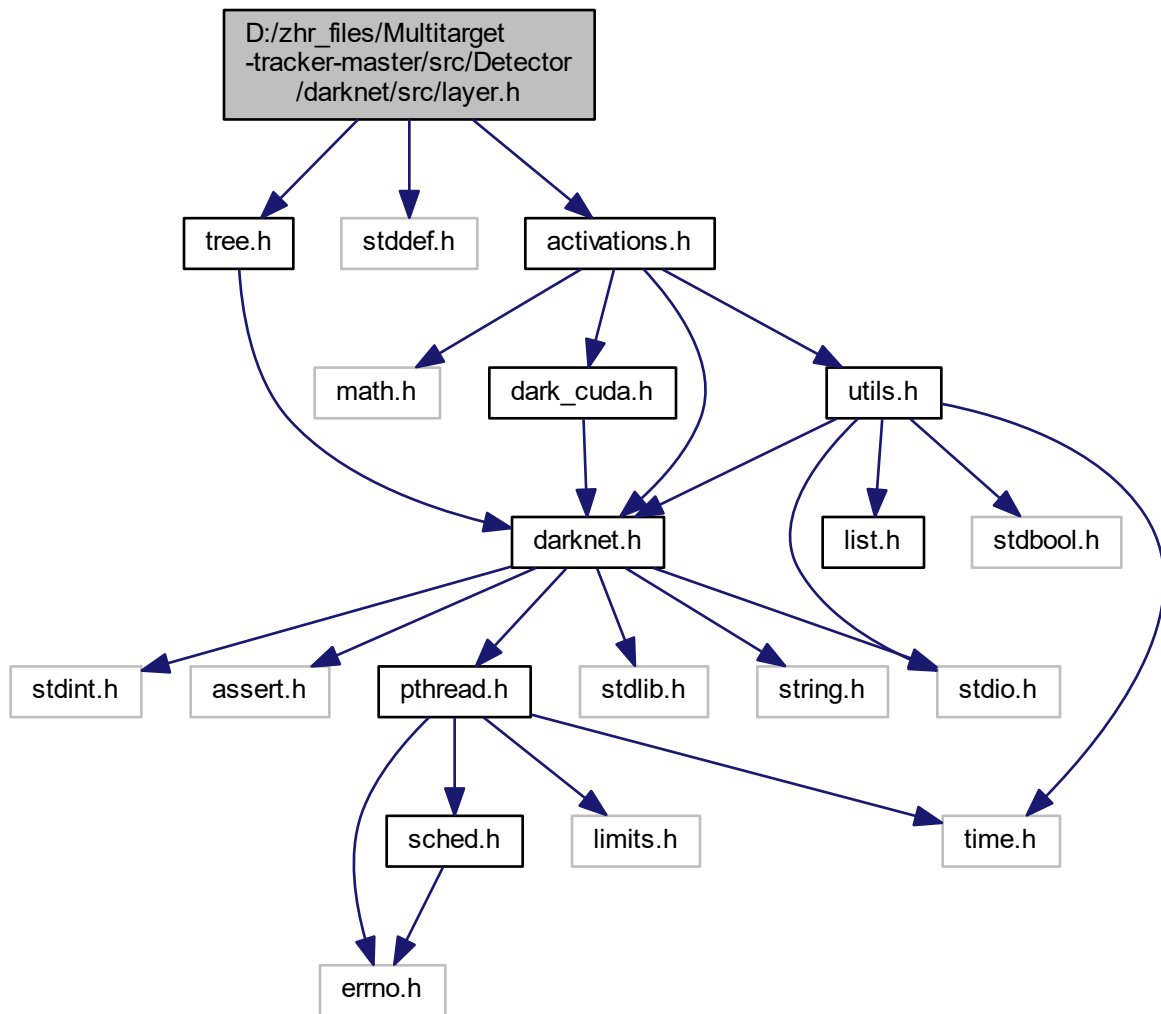 D:/zhr_files/Multitarget
-tracker-master/src/Detector
/darknet/src/layer.h
tree.h
stddef.h
activations.h
math.h
dark_cuda.h
utils.h
darknet.h
list.h
stdbool.h
stdint.h
assert.h
pthread.h
stdlib.h
string.h
stdio.h
sched.h
limits.h
time.h
errno.h